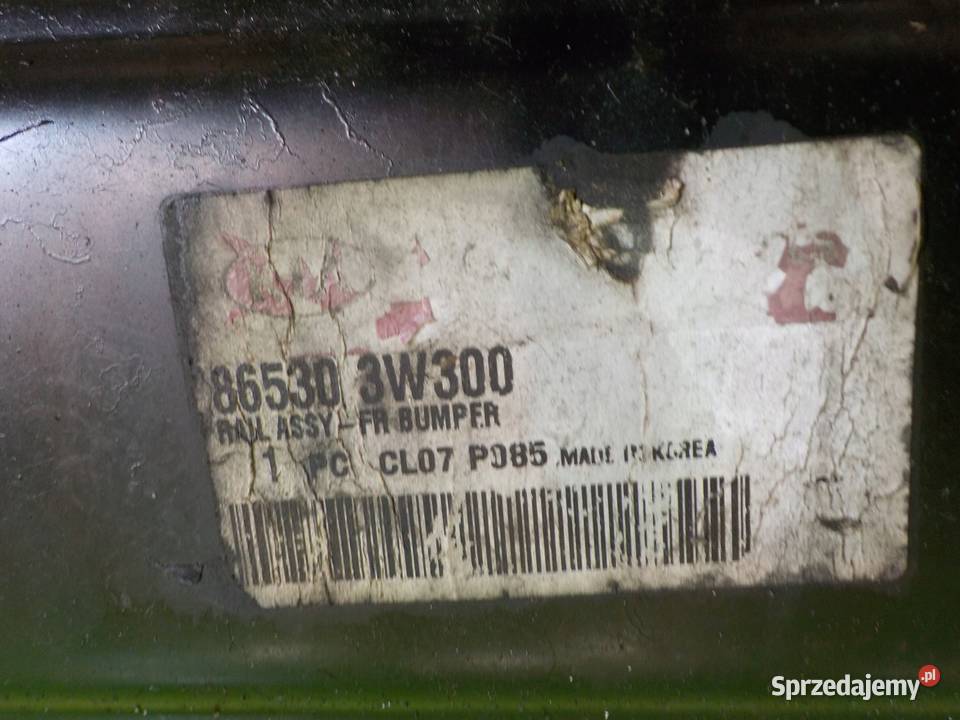 86530 3W300
RAIL ASSY-FR BUMPER
1 PC CL07 P085 MADE IN KOREA
Sprzedajemy.pl